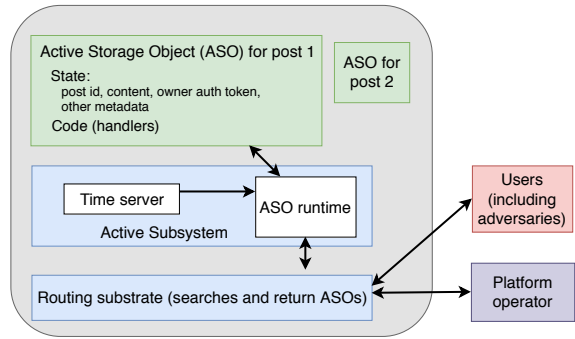 Active Storage Object (ASO) for post 1
State:
post id, content, owner auth token,
other metadata
Code (handlers)
ASO for
post 2
Time server
ASO runtime
Active Subsystem
Users
(including
adversaries)
Routing substrate (searches and return ASOs)
Platform
operator